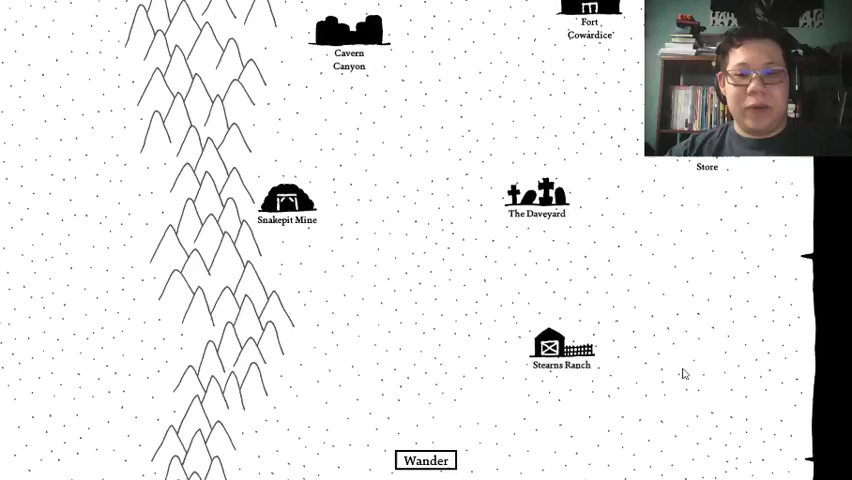 Fort
Cowardice
Cavern
Canyon
Store
Snakepit Mine
The Daveyard
Stearns Ranch
Wander